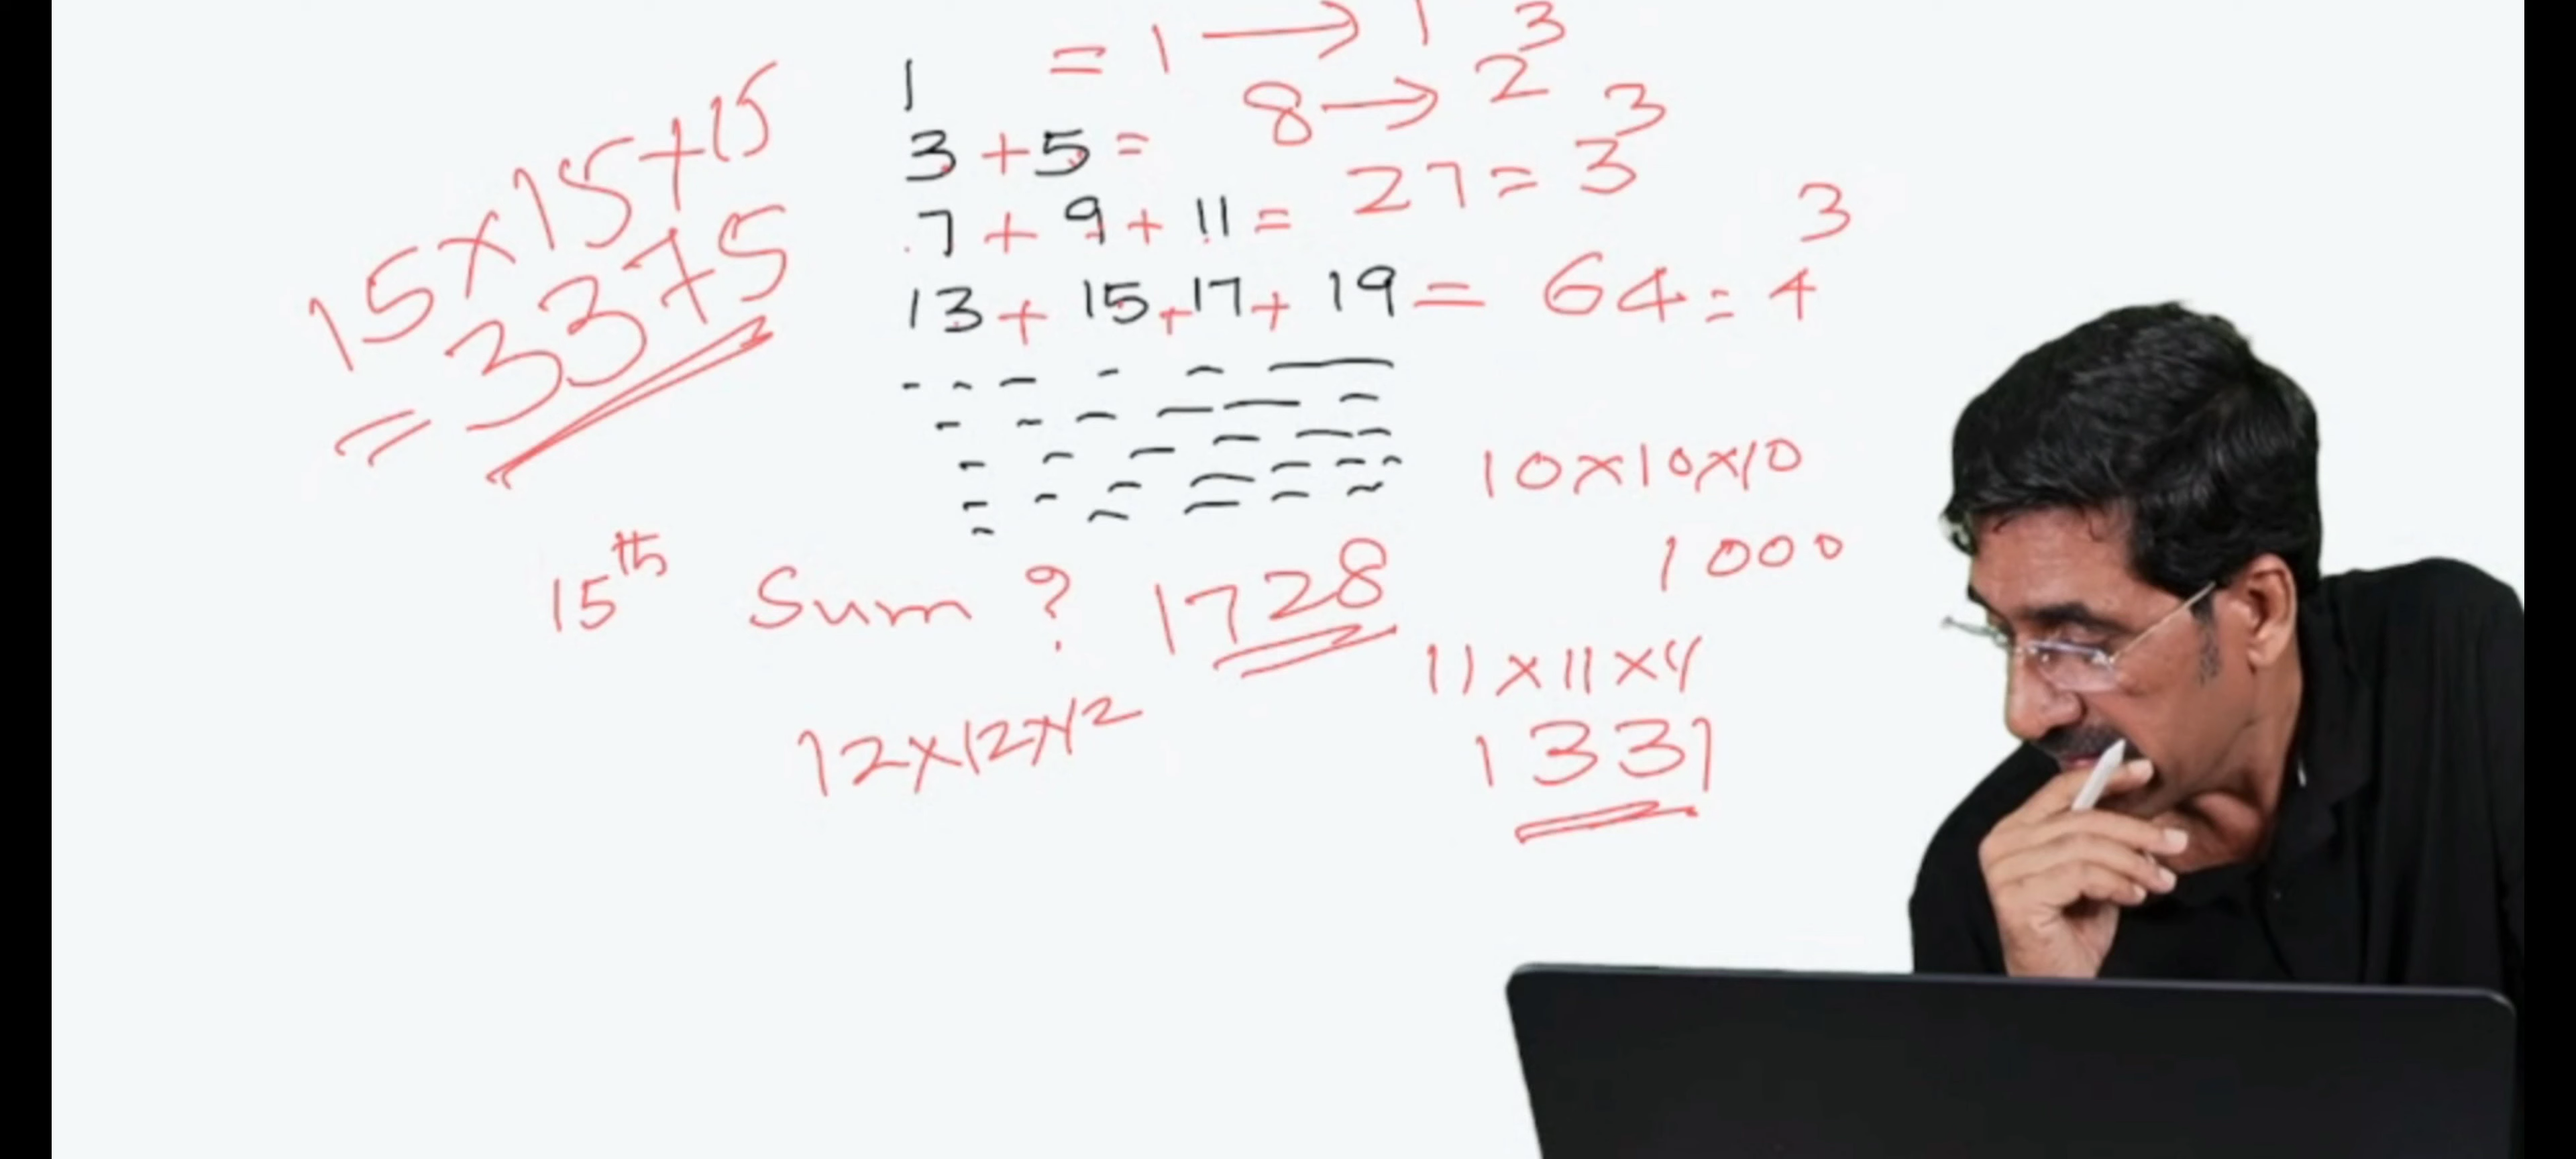 1 = 1 → 1³
3 + 5 = 8 → 2³
7 + 9 + 11 = 27 = 3³
13 + 15 + 17 + 19 = 64 = 4³
15×15+15
= 3375
10×10×10
1000
15th Sum ? 1728
12×12×12
11×11×4
1331